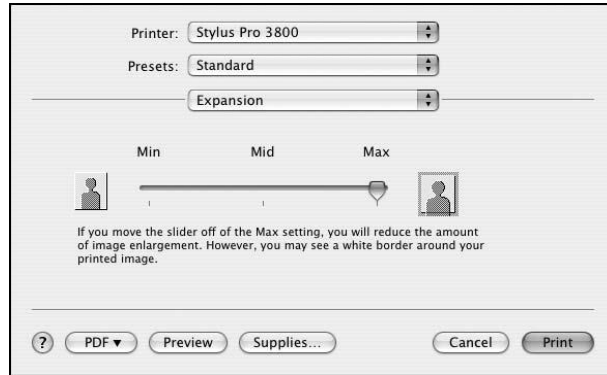 Printer: Stylus Pro 3800
Presets: Standard
Expansion
Min Mid Max
If you move the slider off of the Max setting, you will reduce the amount
of image enlargement. However, you may see a white border around your
printed image.
? PDF ▼ Preview Supplies... Cancel Print